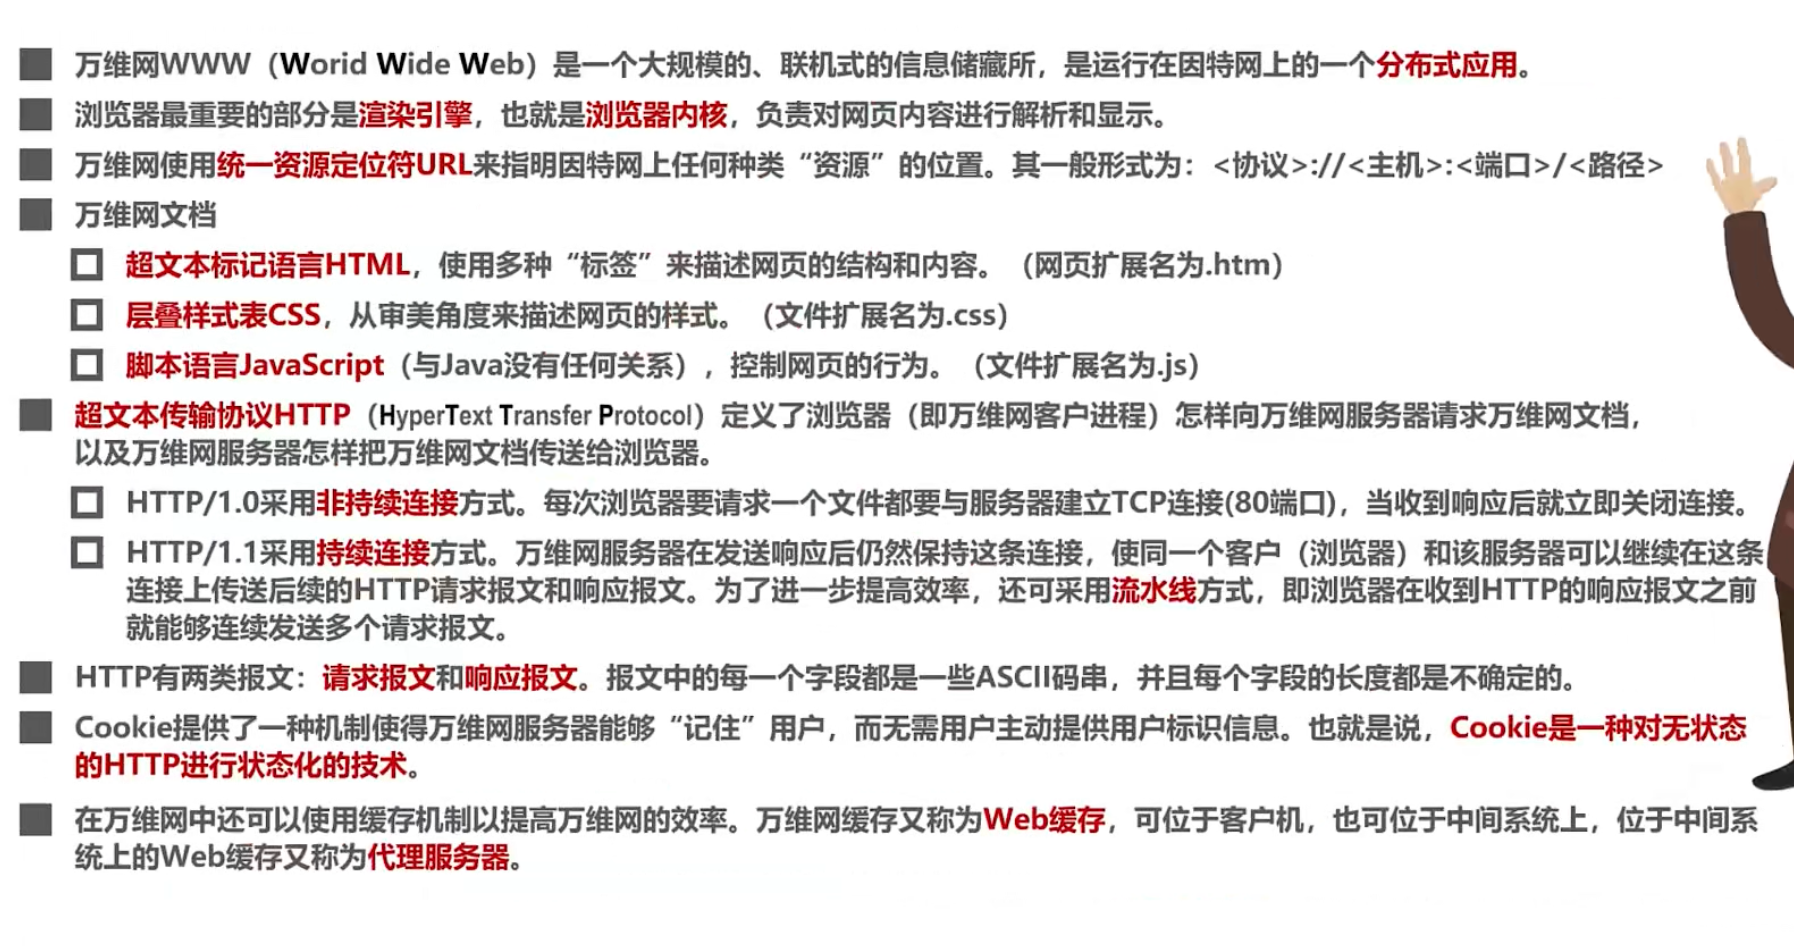 万维网WWW（Worid Wide Web）是一个大规模的、联机式的信息储藏所，是运行在因特网上的一个分布式应用。
浏览器最重要的部分是渲染引擎，也就是浏览器内核，负责对网页内容进行解析和显示。
万维网使用统一资源定位符URL来指明因特网上任何种类“资源”的位置。其一般形式为：<协议>://<主机>:<端口>/<路径>
万维网文档
超文本标记语言HTML，使用多种“标签”来描述网页的结构和内容。（网页扩展名为.htm）
层叠样式表CSS，从审美角度来描述网页的样式。（文件扩展名为.css）
脚本语言JavaScript（与Java没有任何关系），控制网页的行为。（文件扩展名为.js）
超文本传输协议HTTP（HyperText Transfer Protocol）定义了浏览器（即万维网客户进程）怎样向万维网服务器请求万维网文档，
以及万维网服务器怎样把万维网文档传送给浏览器。
HTTP/1.0采用非持续连接方式。每次浏览器要请求一个文件都要与服务器建立TCP连接(80端口)，当收到响应后就立即关闭连接。
HTTP/1.1采用持续连接方式。万维网服务器在发送响应后仍然保持这条连接，使同一个客户（浏览器）和该服务器可以继续在这条
连接上传送后续的HTTP请求报文和响应报文。为了进一步提高效率，还可采用流水线方式，即浏览器在收到HTTP的响应报文之前
就能够连续发送多个请求报文。
HTTP有两类报文：请求报文和响应报文。报文中的每一个字段都是一些ASCII码串，并且每个字段的长度都是不确定的。
Cookie提供了一种机制使得万维网服务器能够“记住”用户，而无需用户主动提供用户标识信息。也就是说，Cookie是一种对无状态
的HTTP进行状态化的技术。
在万维网中还可以使用缓存机制以提高万维网的效率。万维网缓存又称为Web缓存，可位于客户机，也可位于中间系统上，位于中间系
统上的Web缓存又称为代理服务器。